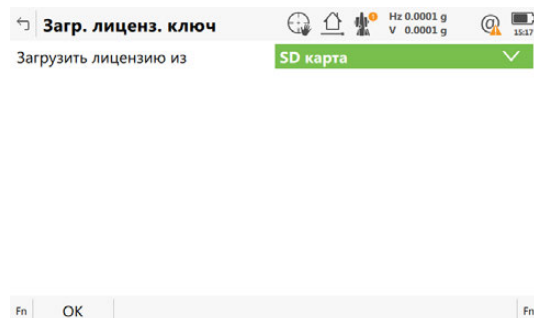 Загр. лиценз. ключ
Hz 0.0001 g
V 0.0001 g
@
15:17
Загрузить лицензию из
SD карта
Fn
OK
Fn